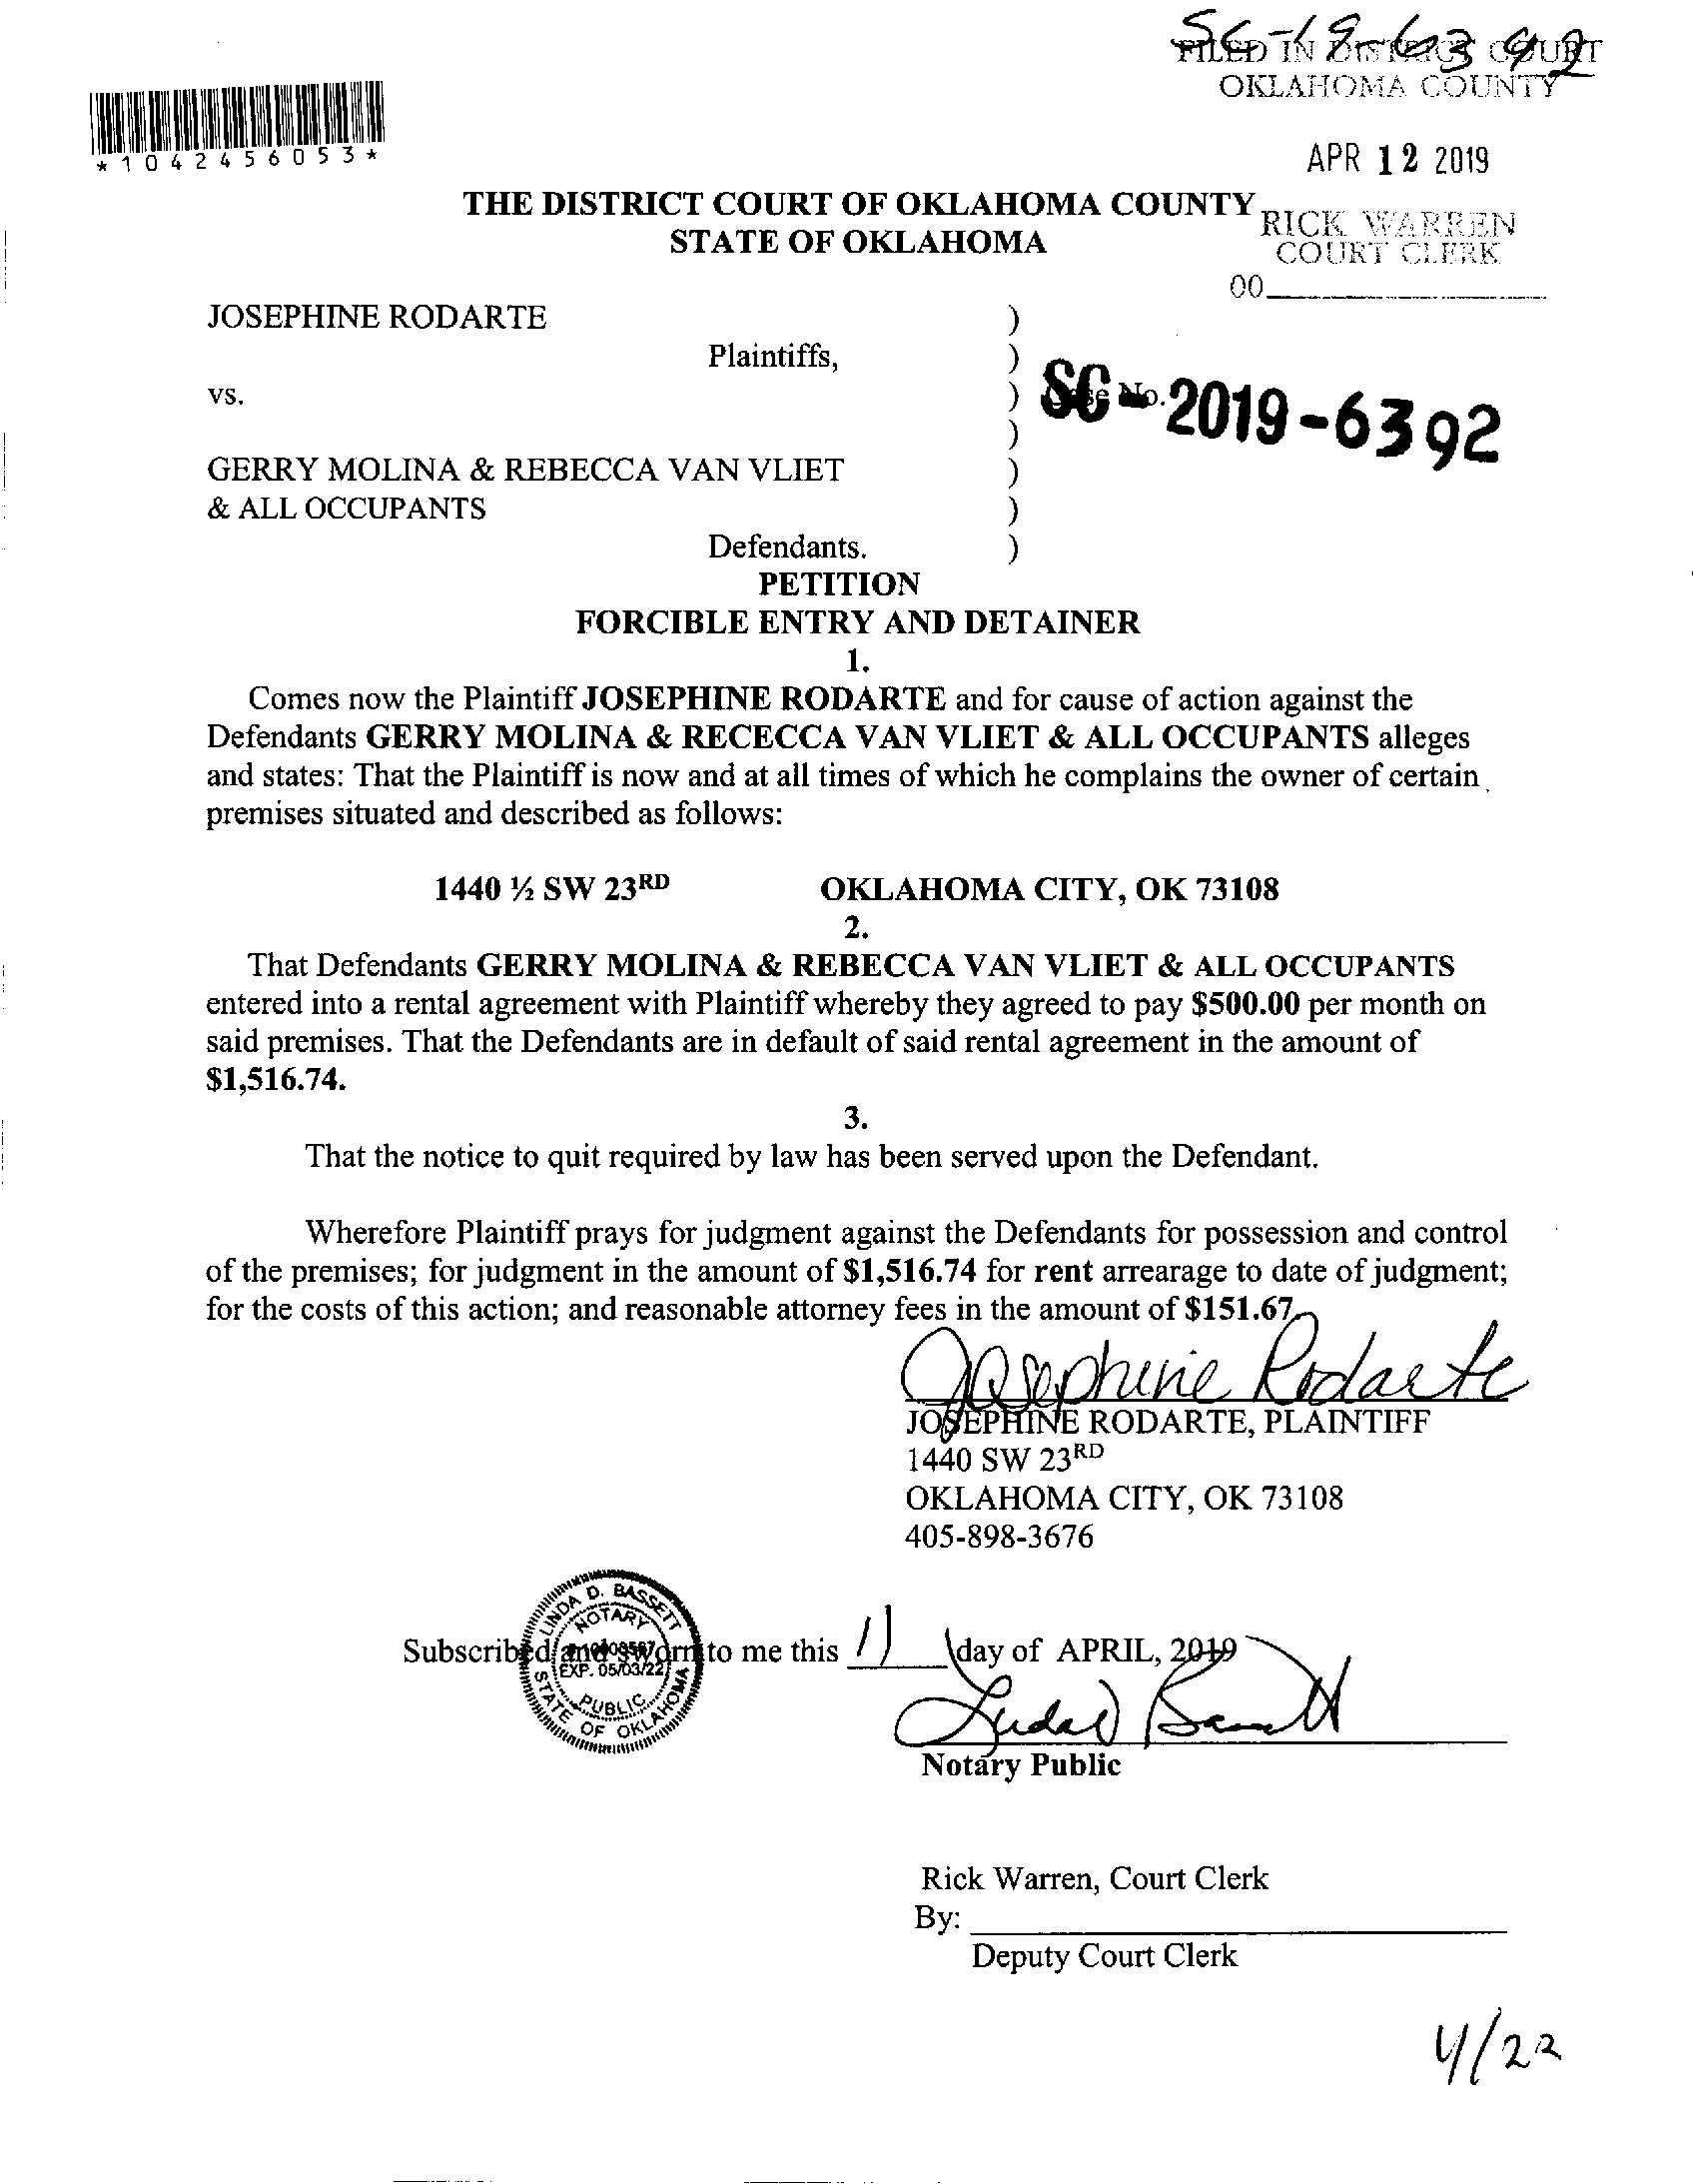 SC-19-6392
FILED IN DISTRICT COURT
OKLAHOMA COUNTY
*1042456053*
APR 12 2019
THE DISTRICT COURT OF OKLAHOMA COUNTY
STATE OF OKLAHOMA
RICK WARREN
COURT CLERK
00
JOSEPHINE RODARTE )
Plaintiffs, )
vs. ) Case No.
SC-2019-6392
)
GERRY MOLINA & REBECCA VAN VLIET )
& ALL OCCUPANTS )
Defendants. )
PETITION
FORCIBLE ENTRY AND DETAINER
1.
Comes now the Plaintiff JOSEPHINE RODARTE and for cause of action against the
Defendants GERRY MOLINA & RECECCA VAN VLIET & ALL OCCUPANTS alleges
and states: That the Plaintiff is now and at all times of which he complains the owner of certain
premises situated and described as follows:
1440 ½ SW 23RD OKLAHOMA CITY, OK 73108
2.
That Defendants GERRY MOLINA & REBECCA VAN VLIET & ALL OCCUPANTS
entered into a rental agreement with Plaintiff whereby they agreed to pay $500.00 per month on
said premises. That the Defendants are in default of said rental agreement in the amount of
$1,516.74.
3.
That the notice to quit required by law has been served upon the Defendant.
Wherefore Plaintiff prays for judgment against the Defendants for possession and control
of the premises; for judgment in the amount of $1,516.74 for rent arrearage to date of judgment;
for the costs of this action; and reasonable attorney fees in the amount of $151.67.
Josephine Rodarte
JOSEPHINE RODARTE, PLAINTIFF
1440 SW 23RD
OKLAHOMA CITY, OK 73108
405-898-3676
LINDA D. BASSETT
NOTARY
EXP. 05/03/22
PUBLIC
STATE OF OKLAHOMA
Subscribed and sworn to me this 11 day of APRIL, 2019
Linda D Bassett
Notary Public
Rick Warren, Court Clerk
By:
Deputy Court Clerk
4/22